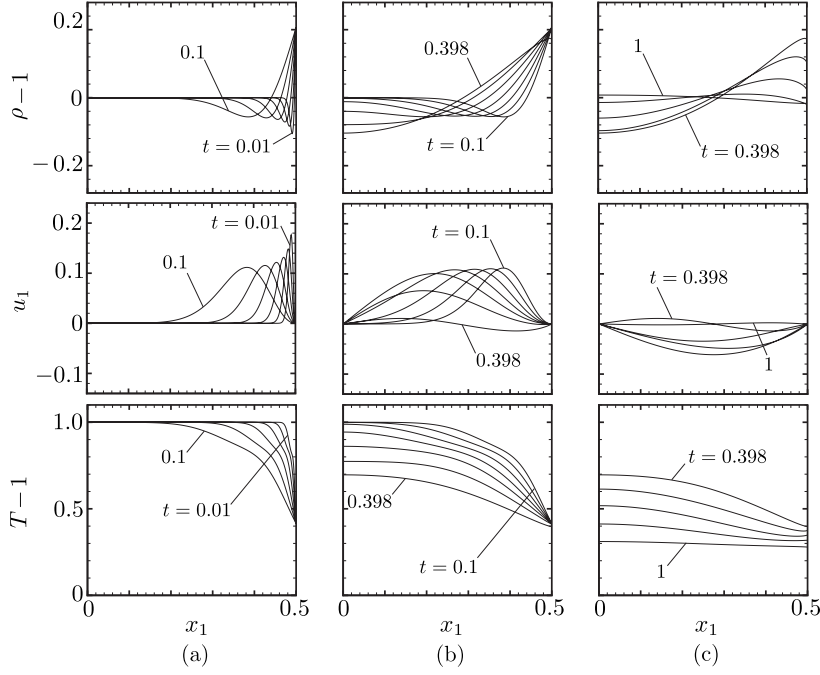 0.2
0
−0.2
ρ − 1
0.1
t = 0.01
0.398
t = 0.1
1
t = 0.398
0.2
0.1
0
−0.1
u1
t = 0.01
0.1
t = 0.1
0.398
t = 0.398
1
1.0
0.5
0
T − 1
0.1
t = 0.01
0.398
t = 0.1
t = 0.398
1
0 0.5 0 0.5 0 0.5
x1 x1 x1
(a) (b) (c)